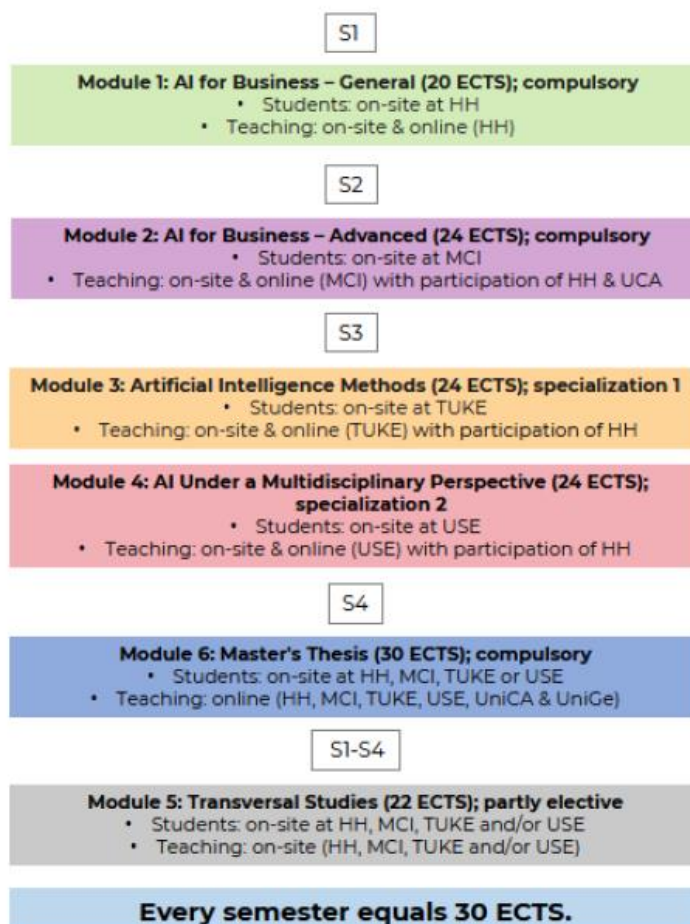 S1
Module 1: AI for Business – General (20 ECTS); compulsory
• Students: on-site at HH
• Teaching: on-site & online (HH)
S2
Module 2: AI for Business – Advanced (24 ECTS); compulsory
• Students: on-site at MCI
• Teaching: on-site & online (MCI) with participation of HH & UCA
S3
Module 3: Artificial Intelligence Methods (24 ECTS); specialization 1
• Students: on-site at TUKE
• Teaching: on-site & online (TUKE) with participation of HH
Module 4: AI Under a Multidisciplinary Perspective (24 ECTS);
specialization 2
• Students: on-site at USE
• Teaching: on-site & online (USE) with participation of HH
S4
Module 6: Master's Thesis (30 ECTS); compulsory
• Students: on-site at HH, MCI, TUKE or USE
• Teaching: online (HH, MCI, TUKE, USE, UniCA & UniGe)
S1-S4
Module 5: Transversal Studies (22 ECTS); partly elective
• Students: on-site at HH, MCI, TUKE and/or USE
• Teaching: on-site (HH, MCI, TUKE and/or USE)
Every semester equals 30 ECTS.